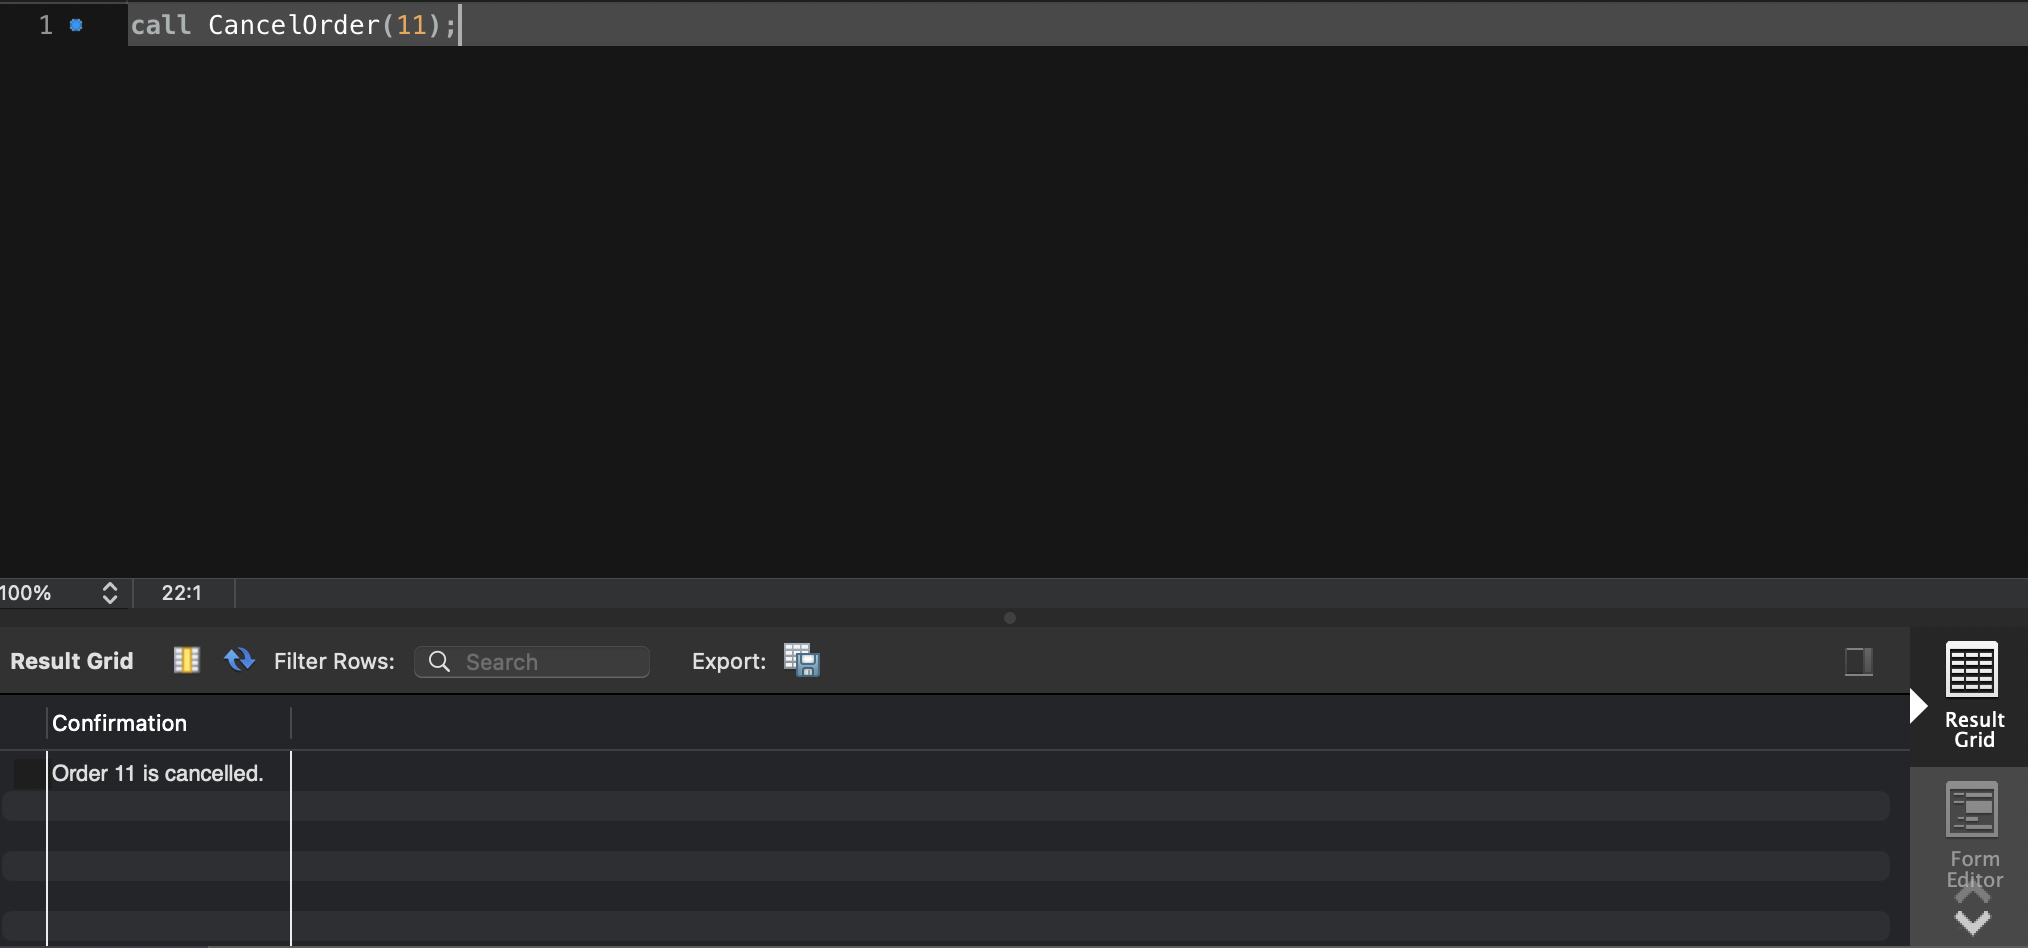 1 call CancelOrder(11);
100% 22:1
Result Grid Filter Rows: Search Export:
Confirmation
Order 11 is cancelled.
Result
Grid
Form
Editor